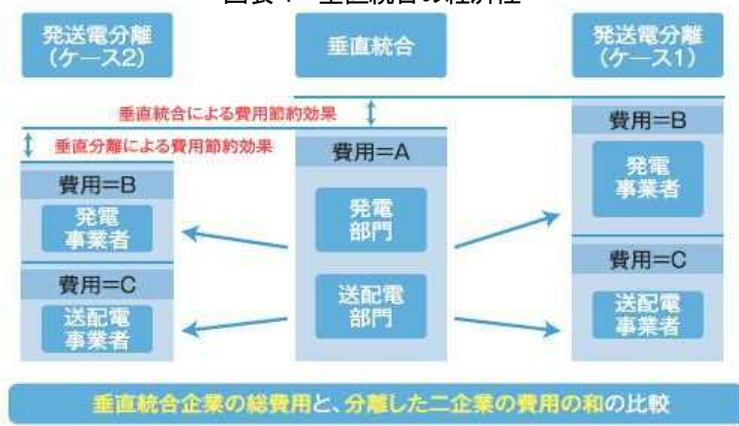 発送電分離
(ケース2)
垂直統合
発送電分離
(ケース1)
垂直統合による費用節約効果
垂直分離による費用節約効果
費用=B
発電
事業者
費用=C
送配電
事業者
費用=A
発電
部門
送配電
部門
費用=B
発電
事業者
費用=C
送配電
事業者
垂直統合企業の総費用と、分離した二企業の費用の和の比較